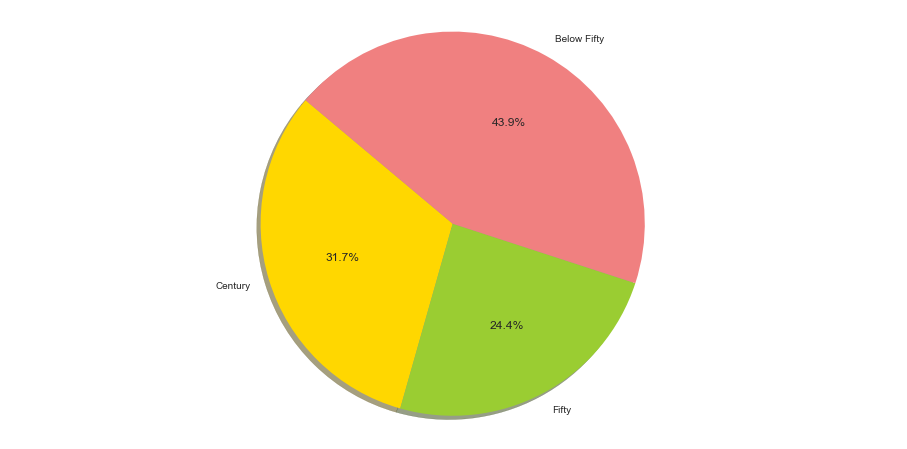 Below Fifty
43.9%
31.7%
Century
24.4%
Fifty